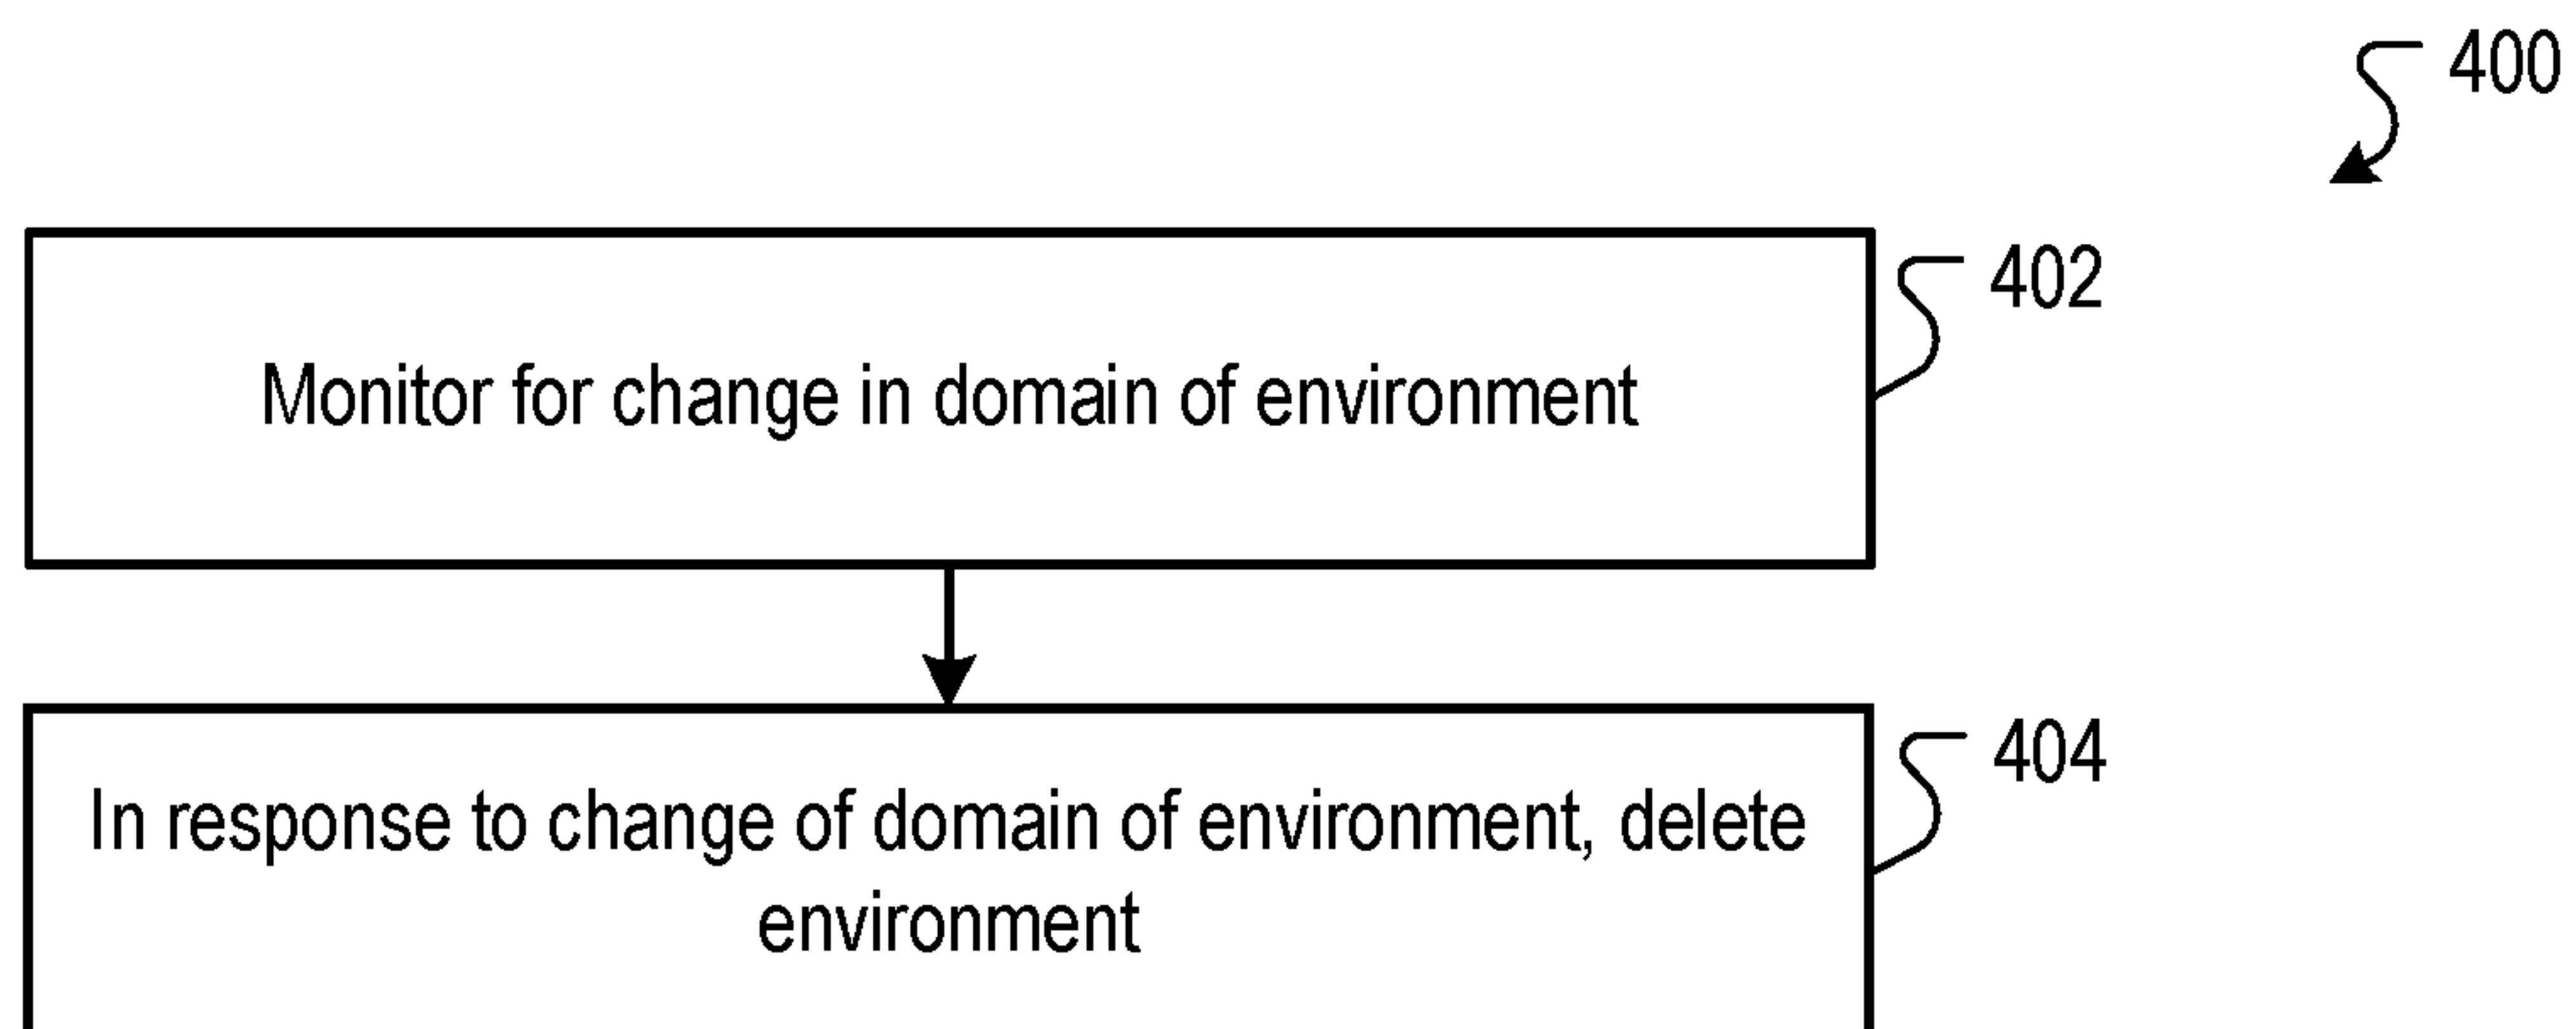 400
402
Monitor for change in domain of environment
404
In response to change of domain of environment, delete
environment